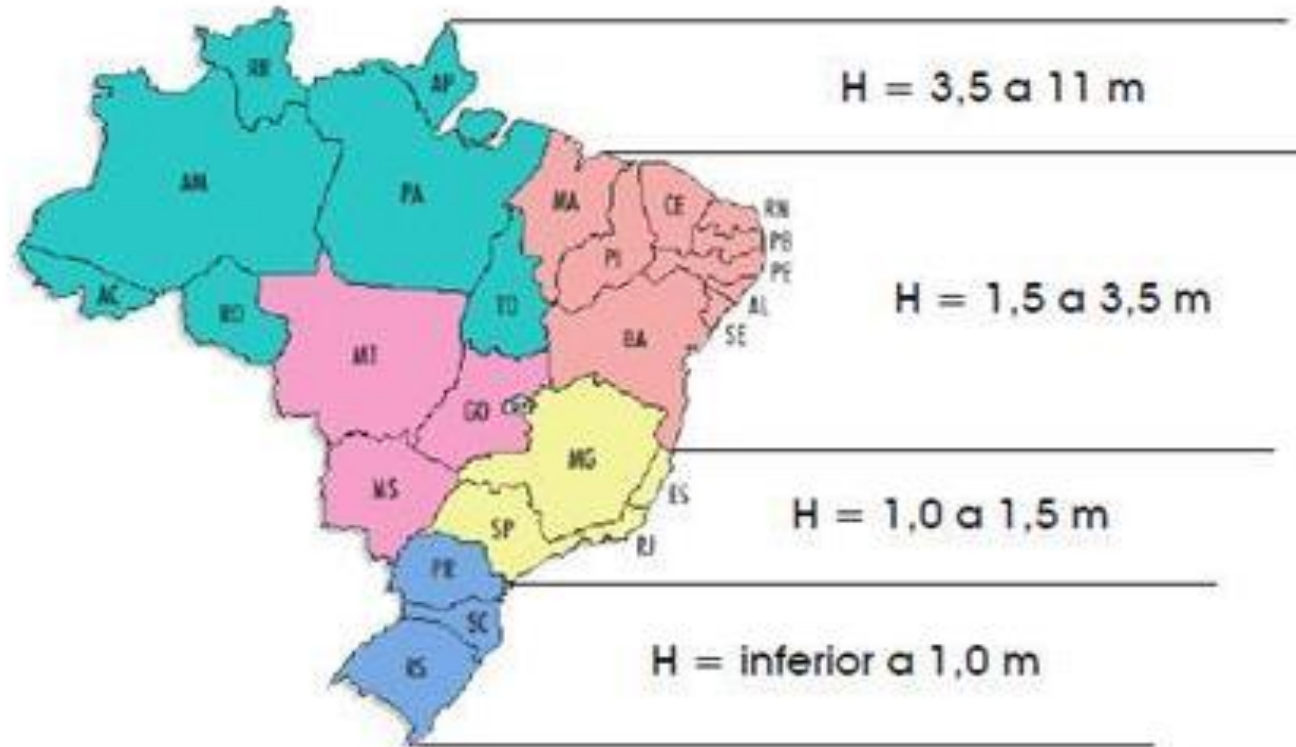 RR
AP
H = 3,5 a 11 m
AM
PA
MA
CE
RN
PB
PI
PE
AC
RO
TO
AL
H = 1,5 a 3,5 m
SE
BA
MT
GO
MG
MS
ES
H = 1,0 a 1,5 m
SP
RJ
PR
SC
RS
H = inferior a 1,0 m